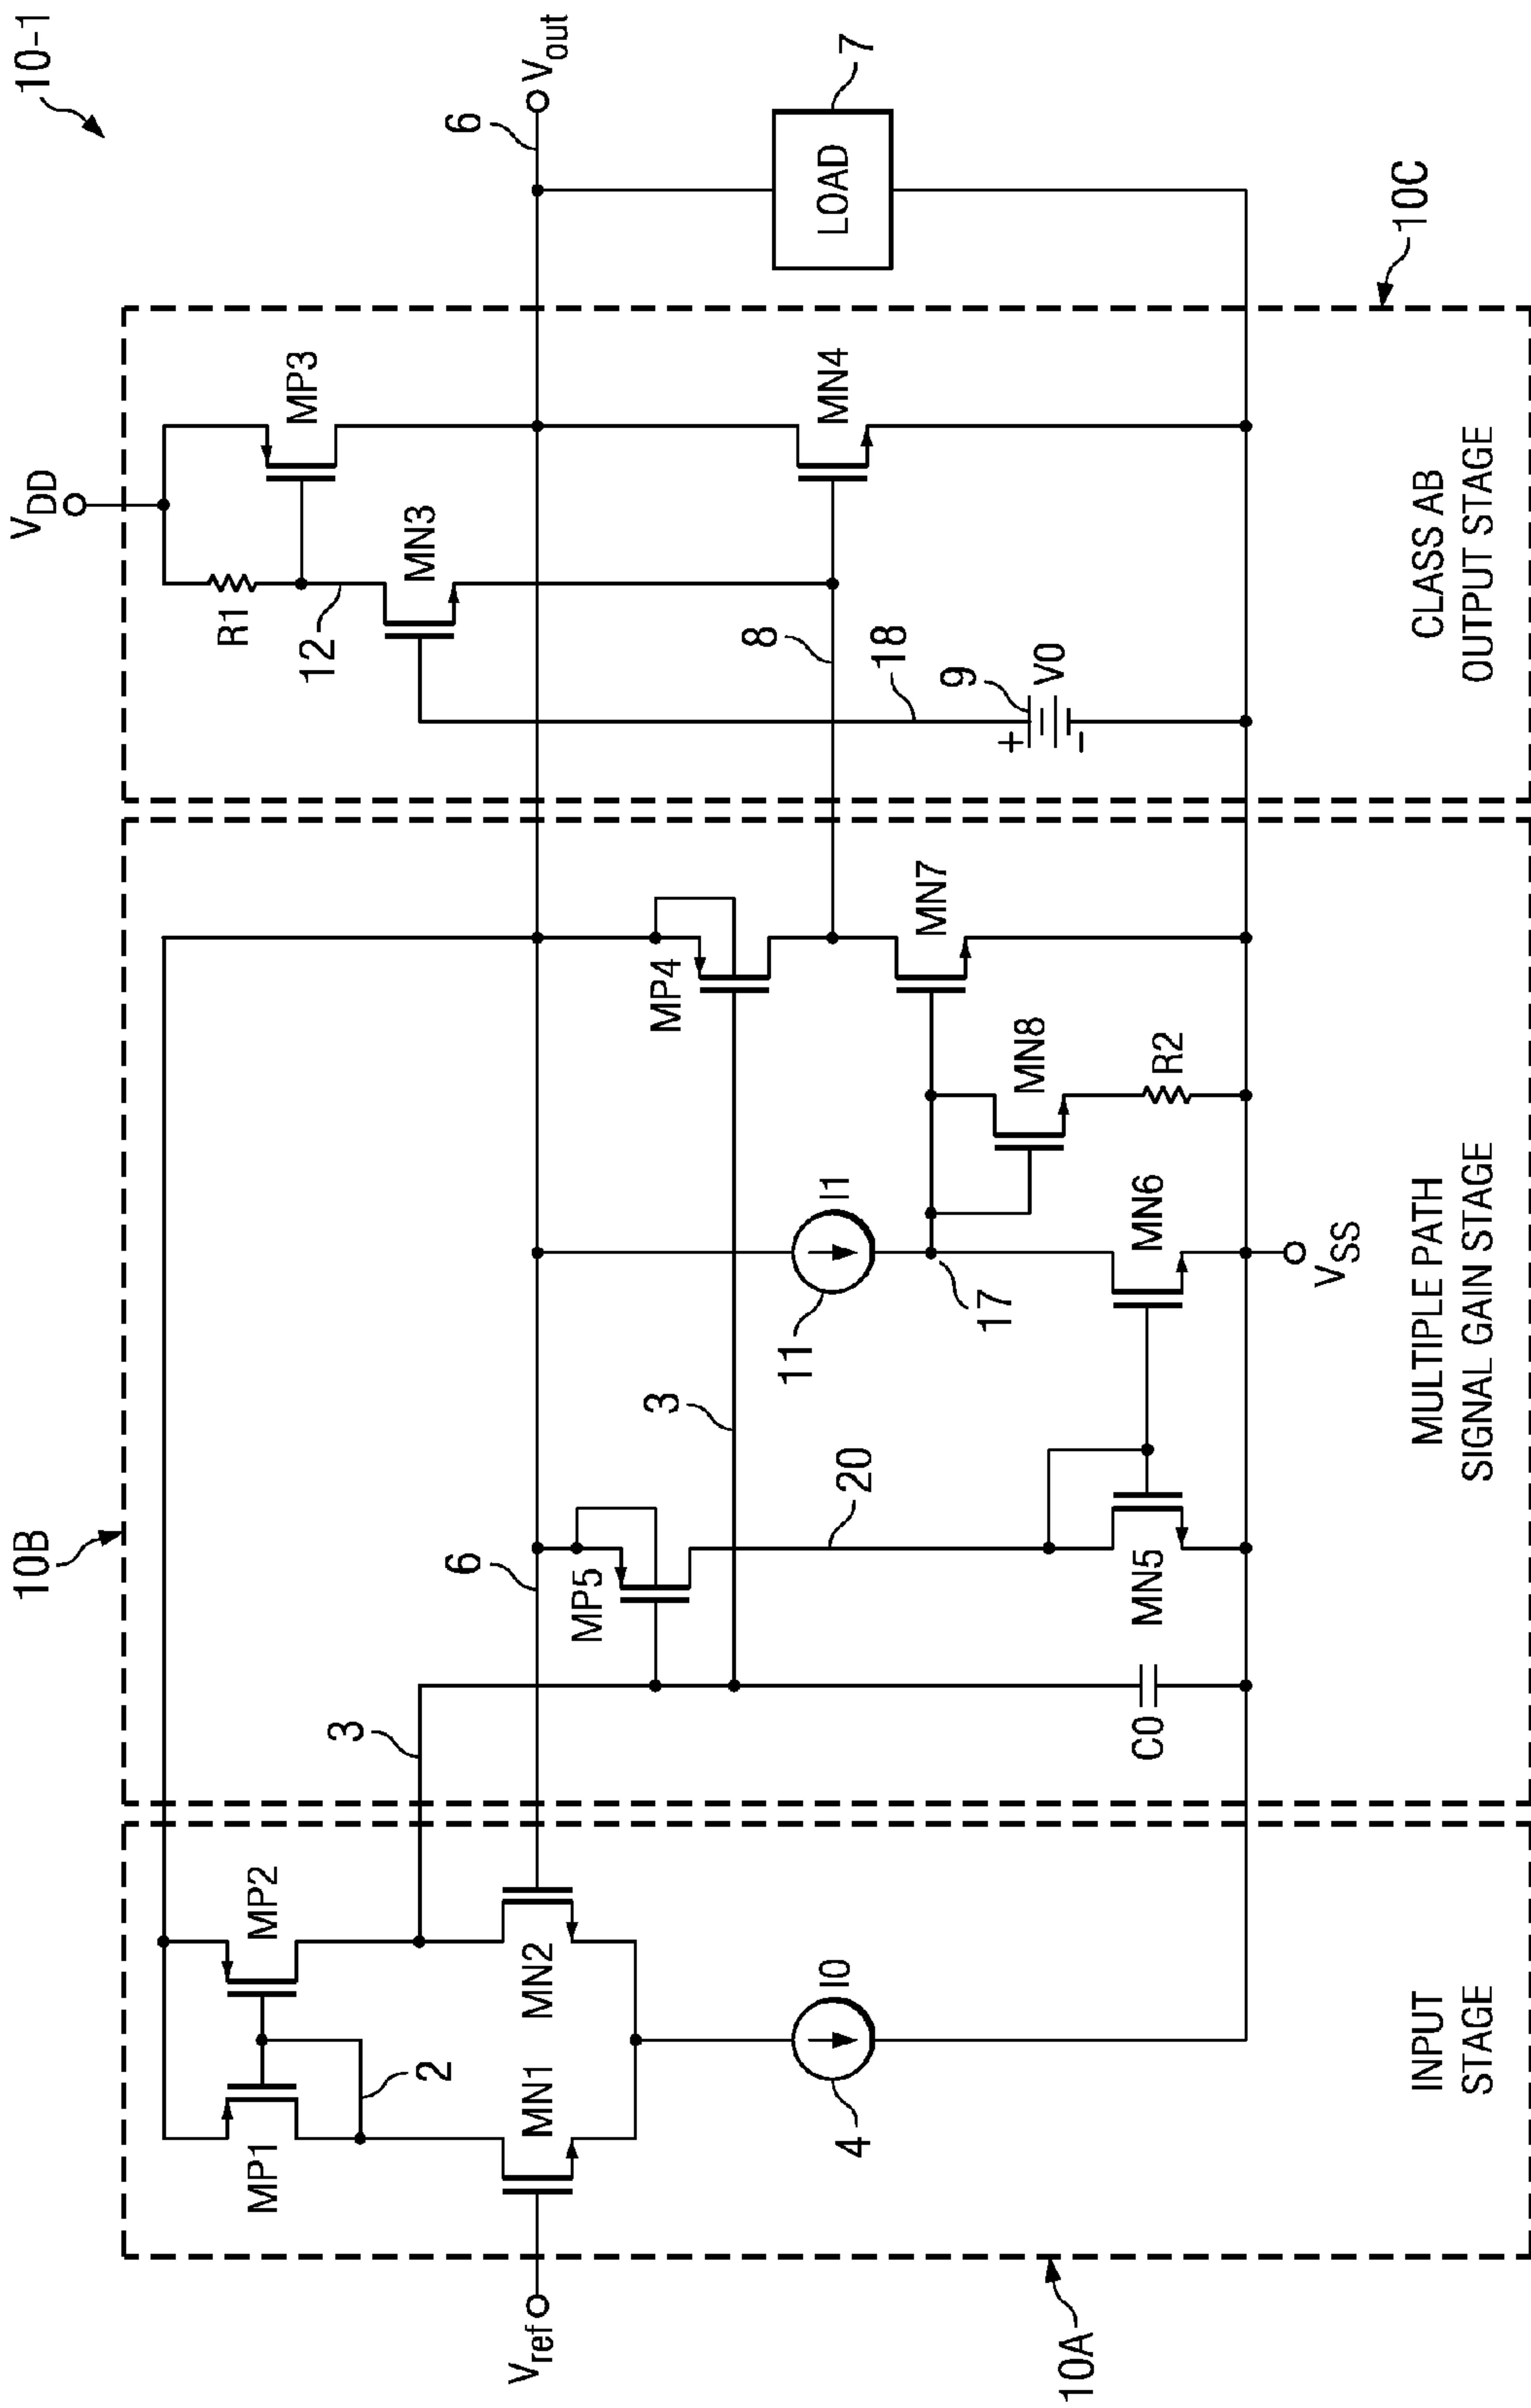 10-1
10B
V_DD
MP1
MP2
2
3
MN1
MN2
V_ref
I0
4
10A
INPUT
STAGE
6
MP5
3
20
C0
MN5
MN6
I1
11
17
MP4
MN7
MN8
R2
V_SS
MULTIPLE PATH
SIGNAL GAIN STAGE
R1
MP3
12
MN3
8
18
9
V0
+
-
MN4
CLASS AB
OUTPUT STAGE
10C
6
V_out
LOAD
7